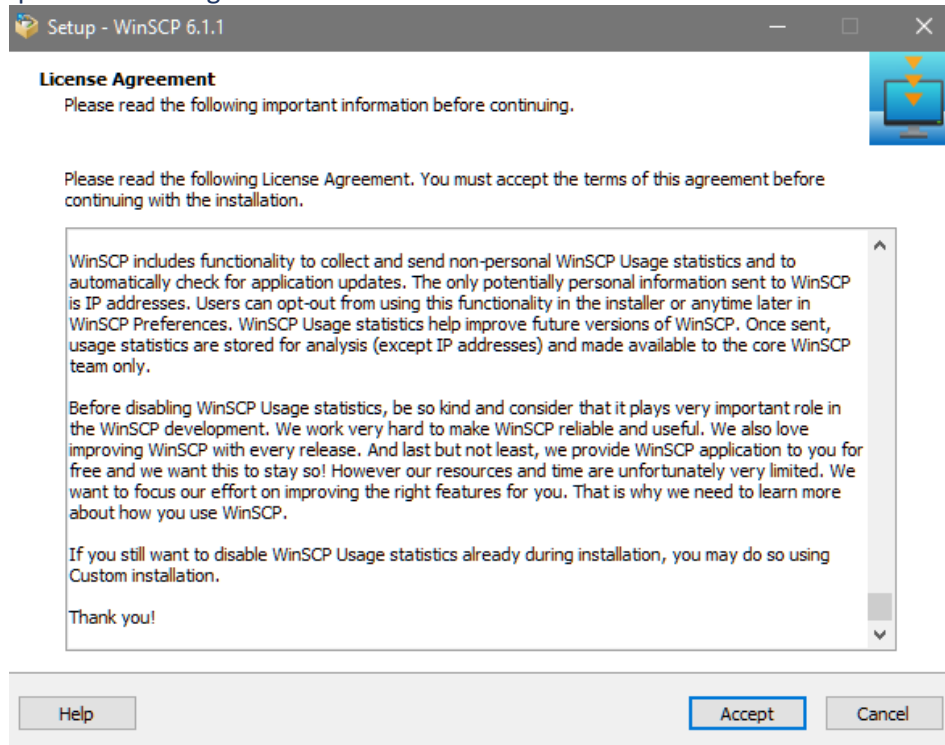 Setup - WinSCP 6.1.1
License Agreement
Please read the following important information before continuing.
Please read the following License Agreement. You must accept the terms of this agreement before
continuing with the installation.
WinSCP includes functionality to collect and send non-personal WinSCP Usage statistics and to
automatically check for application updates. The only potentially personal information sent to WinSCP
is IP addresses. Users can opt-out from using this functionality in the installer or anytime later in
WinSCP Preferences. WinSCP Usage statistics help improve future versions of WinSCP. Once sent,
usage statistics are stored for analysis (except IP addresses) and made available to the core WinSCP
team only.
Before disabling WinSCP Usage statistics, be so kind and consider that it plays very important role in
the WinSCP development. We work very hard to make WinSCP reliable and useful. We also love
improving WinSCP with every release. And last but not least, we provide WinSCP application to you for
free and we want this to stay so! However our resources and time are unfortunately very limited. We
want to focus our effort on improving the right features for you. That is why we need to learn more
about how you use WinSCP.
If you still want to disable WinSCP Usage statistics already during installation, you may do so using
Custom installation.
Thank you!
Help
Accept
Cancel